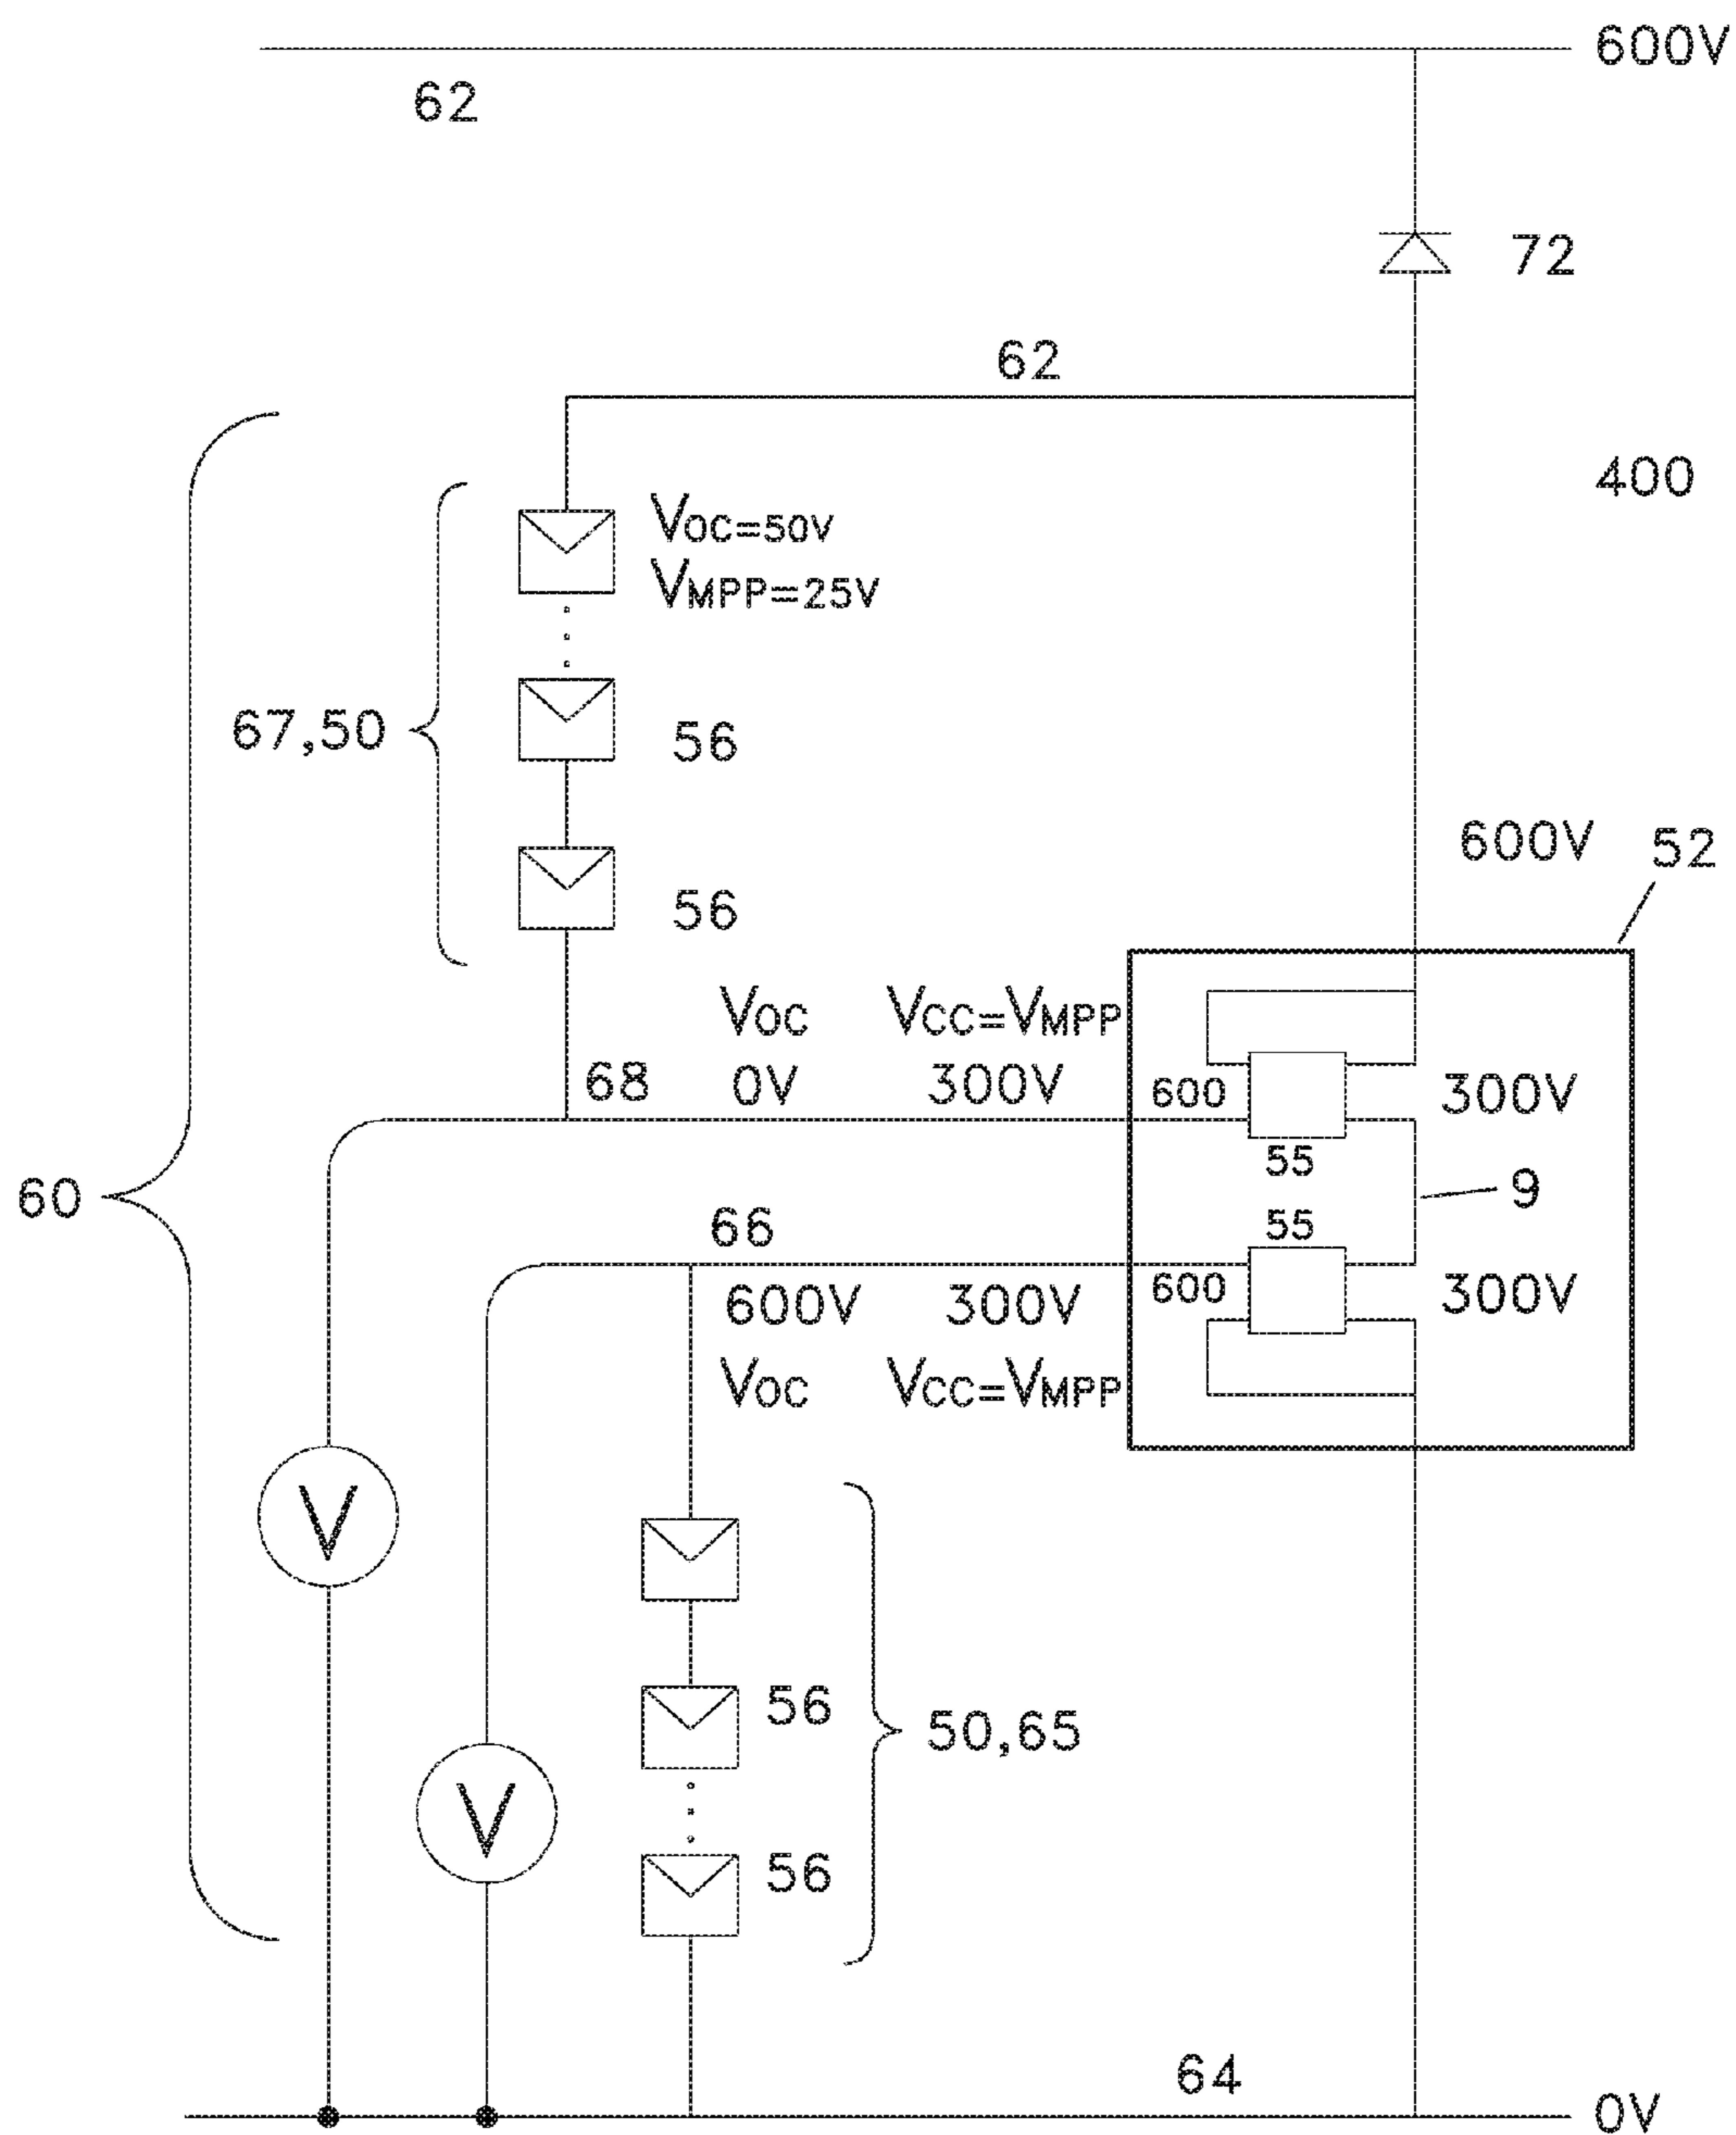 600V
62
72
62
400
VOC=50V
VMPP=25V
67,50
56
600V
52
56
VOC VCC=VMPP
68 0V 300V 600 300V
55
60
9
66
55
600V 300V 600 300V
VOC VCC=VMPP
V
56
50,65
V
56
64
0V